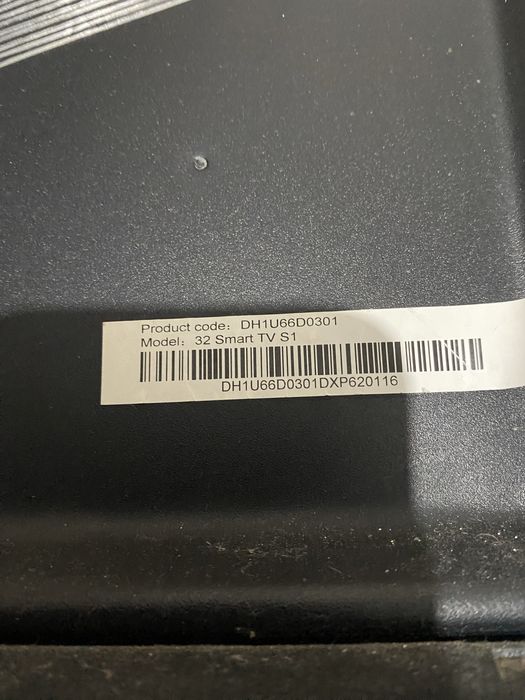 Product code: DH1U66D0301
Model: 32 Smart TV S1
DH1U66D0301DXP620116